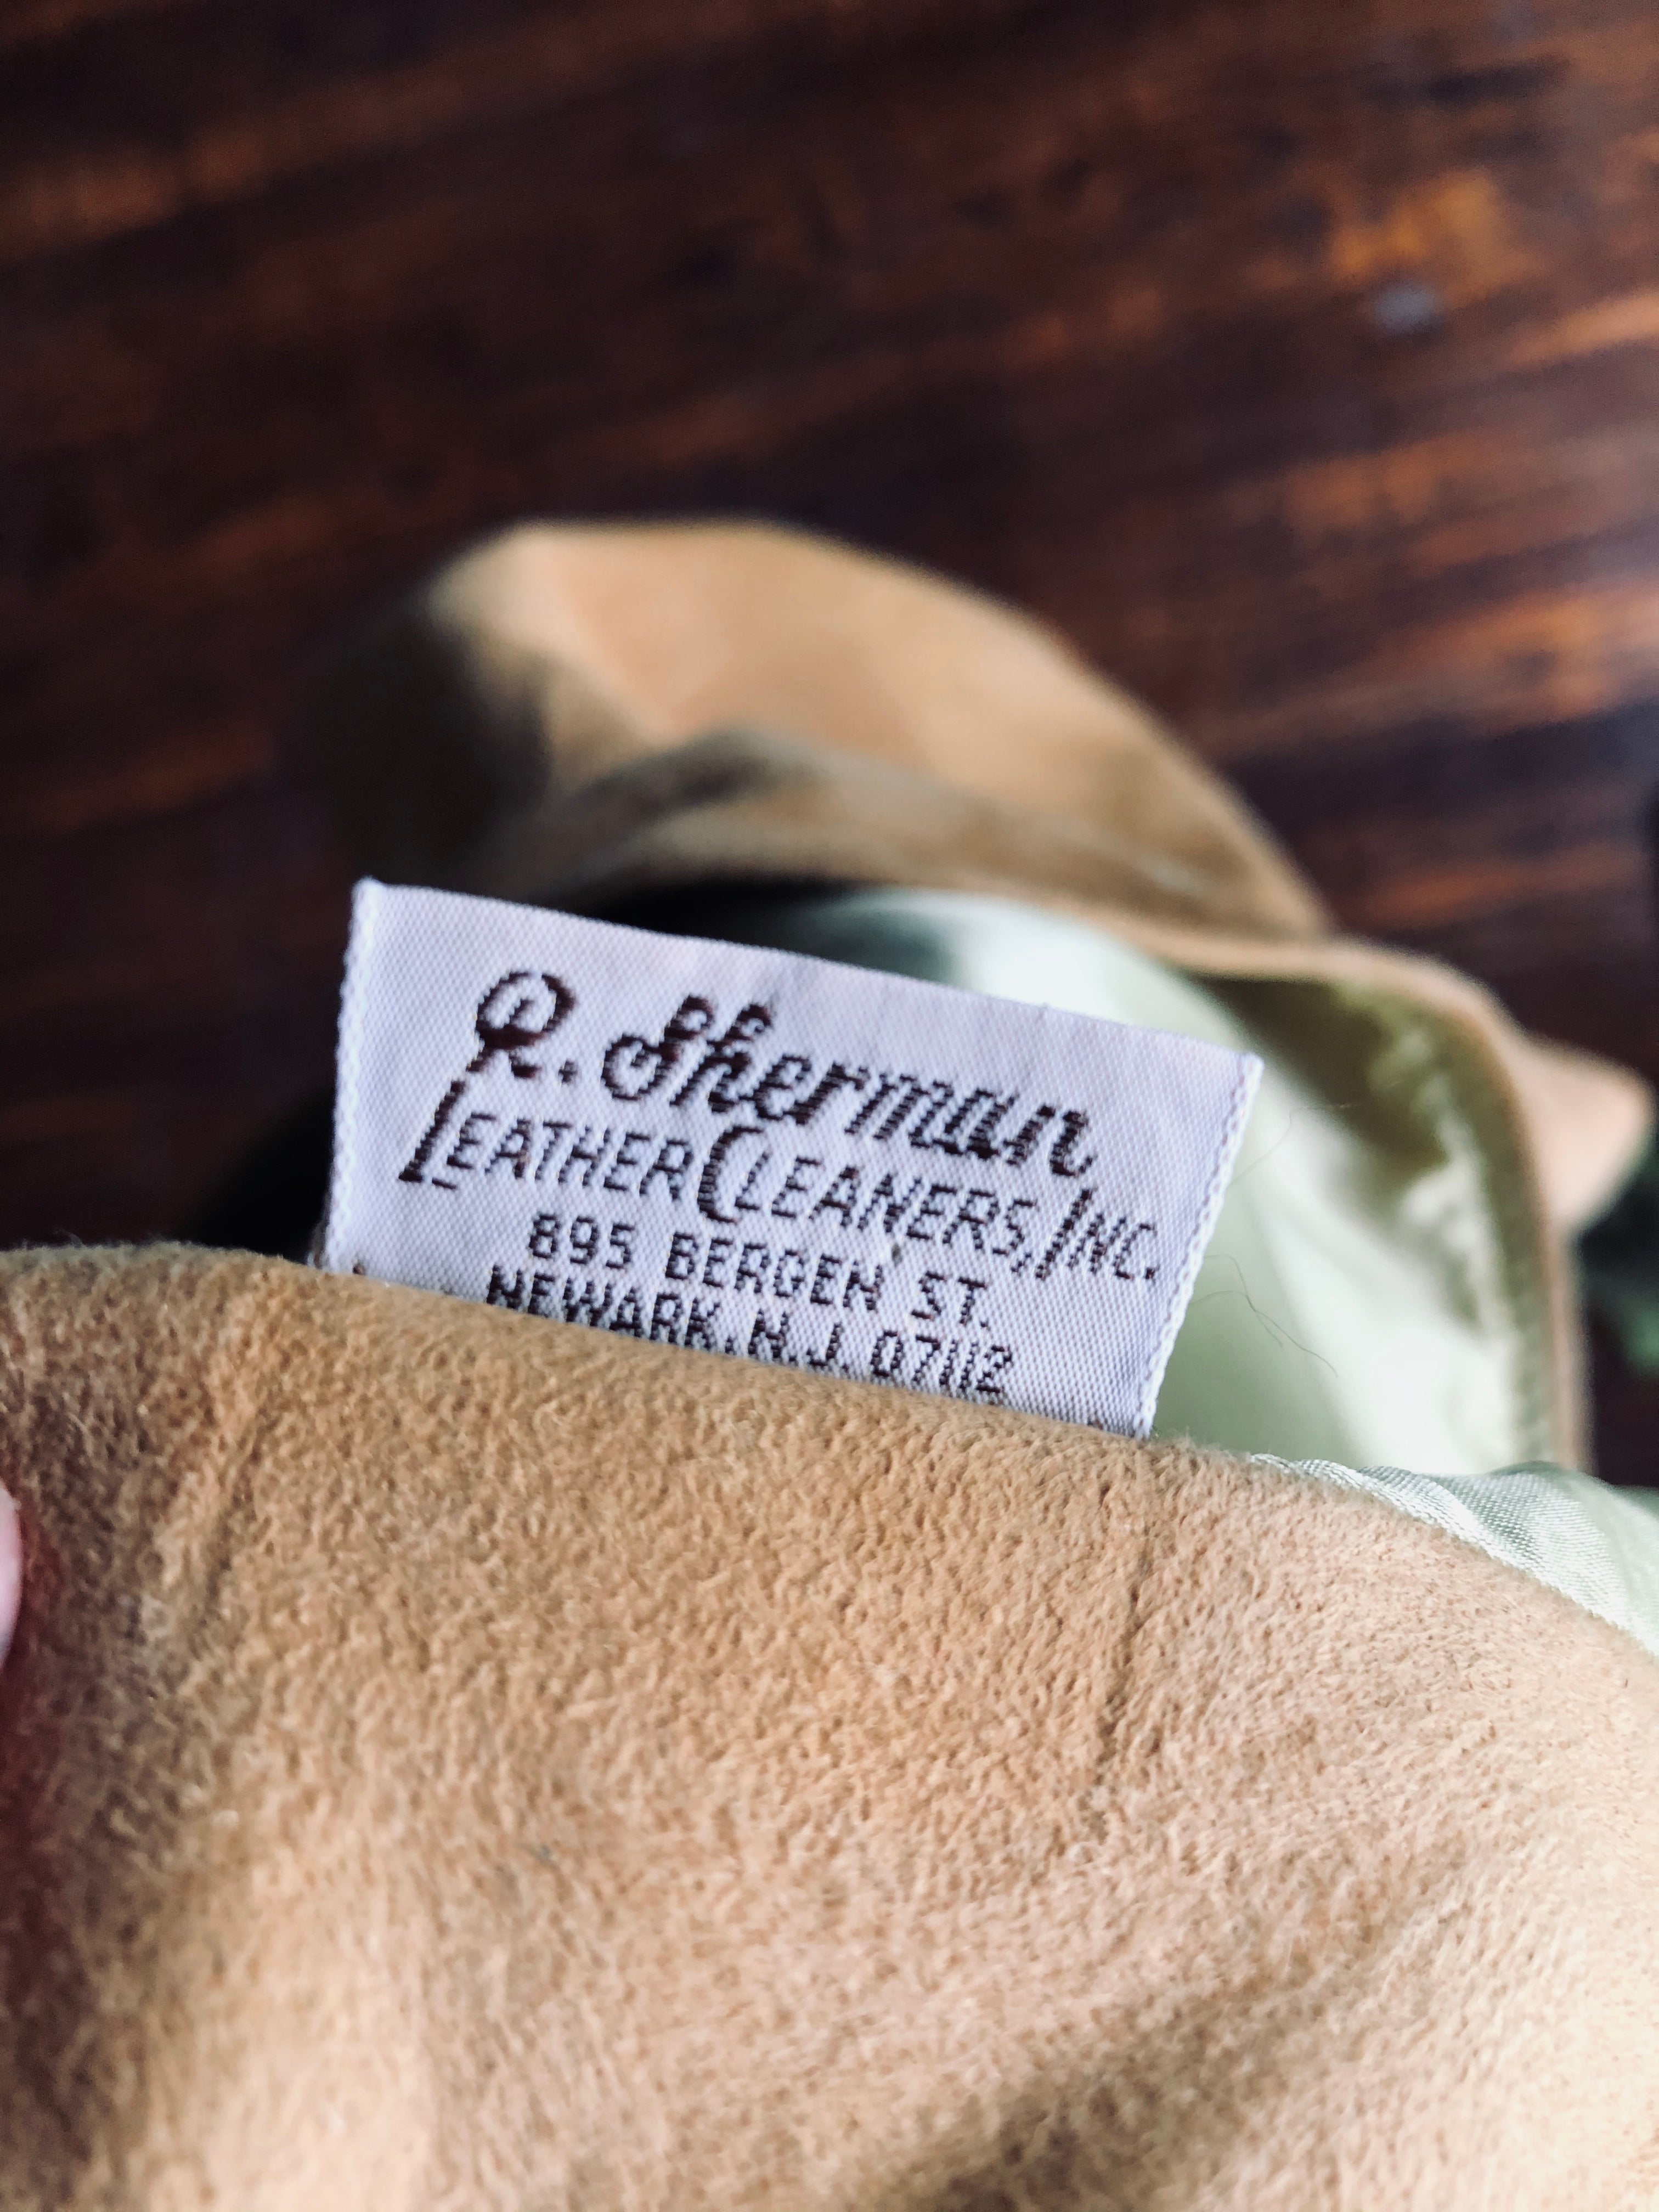 R. Sherman
LEATHER CLEANERS, INC.
895 BERGEN ST.
NEWARK, N.J. 07112